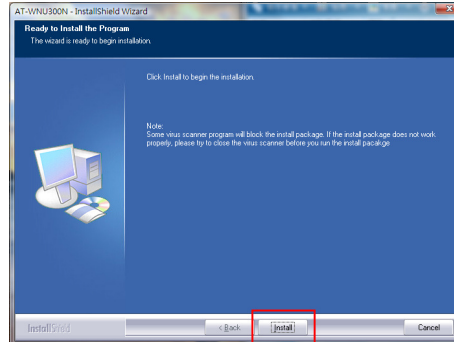 AT-WNU300N - InstallShield Wizard
Ready to Install the Program
The wizard is ready to begin installation.
Click Install to begin the installation.
Note:
Some virus scanner program will block the install package. If the install package does not work
properly, please try to close the virus scanner before you run the install pacakge
InstallShield
< Back
Install
Cancel